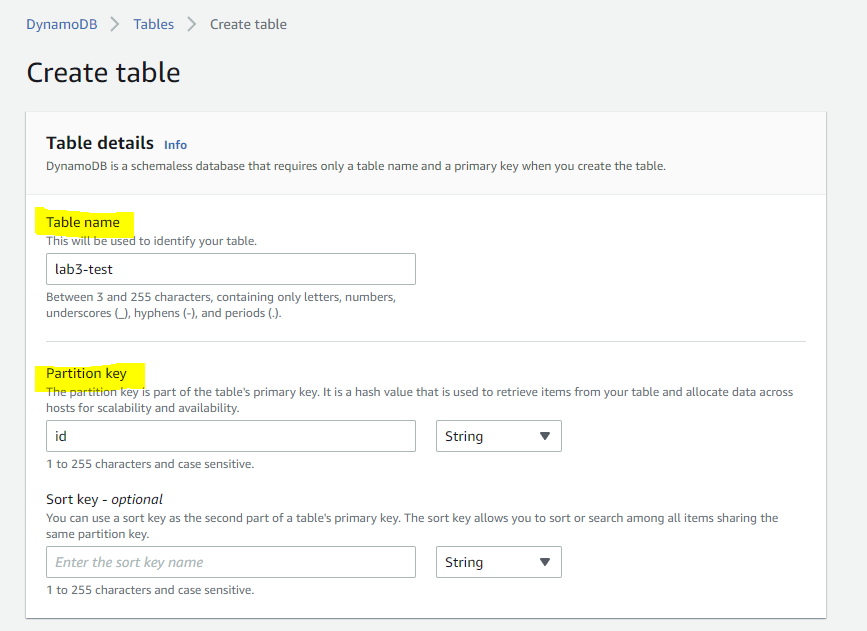 DynamoDB > Tables > Create table
Create table
Table details Info
DynamoDB is a schemaless database that requires only a table name and a primary key when you create the table.
Table name
This will be used to identify your table.
lab3-test
Between 3 and 255 characters, containing only letters, numbers,
underscores (_), hyphens (-), and periods (.).
Partition key
The partition key is part of the table's primary key. It is a hash value that is used to retrieve items from your table and allocate data across
hosts for scalability and availability.
id String
1 to 255 characters and case sensitive.
Sort key - optional
You can use a sort key as the second part of a table's primary key. The sort key allows you to sort or search among all items sharing the
same partition key.
Enter the sort key name String
1 to 255 characters and case sensitive.